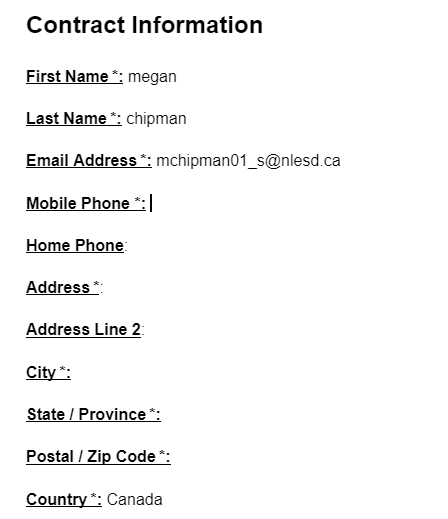 Contract Information
First Name *: megan
Last Name *: chipman
Email Address *: mchipman01_s@nlesd.ca
Mobile Phone *:
Home Phone:
Address *:
Address Line 2:
City *:
State / Province *:
Postal / Zip Code *:
Country *: Canada